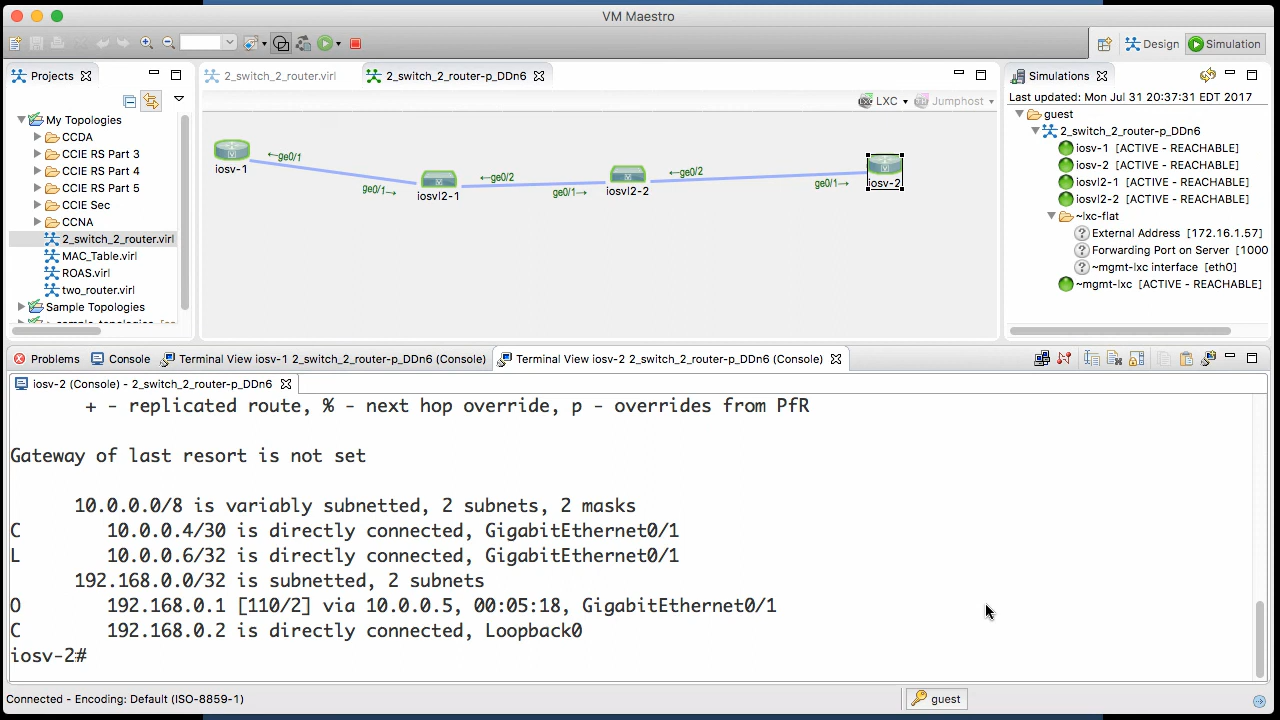 VM Maestro
Design
Simulation
Projects
My Topologies
CCDA
CCIE RS Part 3
CCIE RS Part 4
CCIE RS Part 5
CCIE Sec
CCNA
2_switch_2_router.virl
MAC_Table.virl
ROAS.virl
two_router.virl
Sample Topologies
2_switch_2_router.virl
2_switch_2_router-p_DDn6
LXC
Jumphost
iosv-1
←ge0/1
ge0/1→
iosvl2-1
←ge0/2
ge0/1→
iosvl2-2
←ge0/2
ge0/1→
iosv-2
Simulations
Last updated: Mon Jul 31 20:37:31 EDT 2017
guest
2_switch_2_router-p_DDn6
iosv-1 [ACTIVE - REACHABLE]
iosv-2 [ACTIVE - REACHABLE]
iosvl2-1 [ACTIVE - REACHABLE]
iosvl2-2 [ACTIVE - REACHABLE]
~lxc-flat
External Address [172.16.1.57]
Forwarding Port on Server [1000
~mgmt-lxc interface [eth0]
~mgmt-lxc [ACTIVE - REACHABLE]
Problems
Console
Terminal View iosv-1 2_switch_2_router-p_DDn6 (Console)
Terminal View iosv-2 2_switch_2_router-p_DDn6 (Console)
iosv-2 (Console) - 2_switch_2_router-p_DDn6
+ - replicated route, % - next hop override, p - overrides from PfR
Gateway of last resort is not set
10.0.0.0/8 is variably subnetted, 2 subnets, 2 masks
C 10.0.0.4/30 is directly connected, GigabitEthernet0/1
L 10.0.0.6/32 is directly connected, GigabitEthernet0/1
192.168.0.0/32 is subnetted, 2 subnets
O 192.168.0.1 [110/2] via 10.0.0.5, 00:05:18, GigabitEthernet0/1
C 192.168.0.2 is directly connected, Loopback0
iosv-2#
Connected - Encoding: Default (ISO-8859-1)
guest